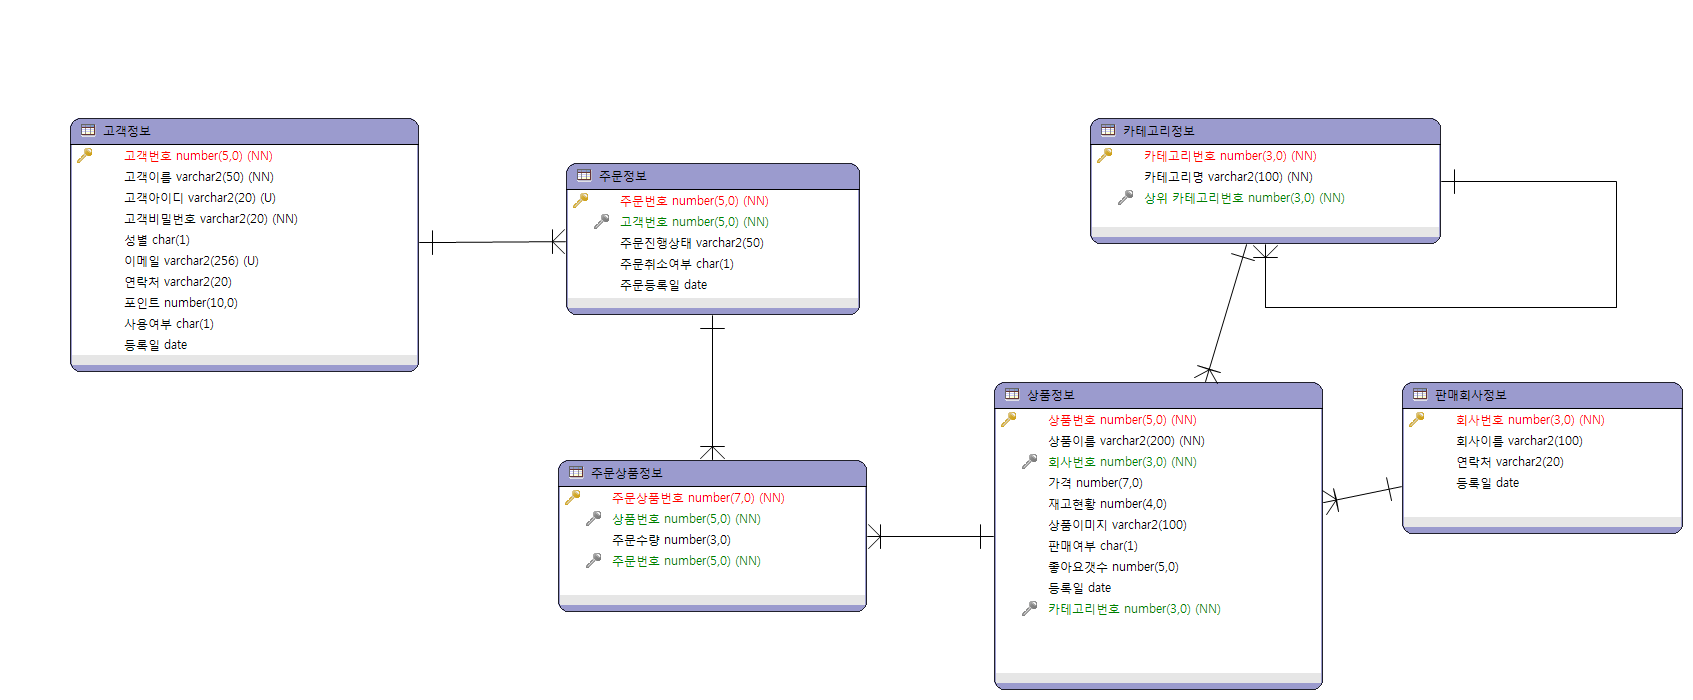 고객정보
고객번호 number(5,0) (NN)
고객이름 varchar2(50) (NN)
고객아이디 varchar2(20) (U)
고객비밀번호 varchar2(20) (NN)
성별 char(1)
이메일 varchar2(256) (U)
연락처 varchar2(20)
포인트 number(10,0)
사용여부 char(1)
등록일 date
주문정보
주문번호 number(5,0) (NN)
고객번호 number(5,0) (NN)
주문진행상태 varchar2(50)
주문취소여부 char(1)
주문등록일 date
주문상품정보
주문상품번호 number(7,0) (NN)
상품번호 number(5,0) (NN)
주문수량 number(3,0)
주문번호 number(5,0) (NN)
카테고리정보
카테고리번호 number(3,0) (NN)
카테고리명 varchar2(100) (NN)
상위 카테고리번호 number(3,0) (NN)
상품정보
상품번호 number(5,0) (NN)
상품이름 varchar2(200) (NN)
회사번호 number(3,0) (NN)
가격 number(7,0)
재고현황 number(4,0)
상품이미지 varchar2(100)
판매여부 char(1)
좋아요갯수 number(5,0)
등록일 date
카테고리번호 number(3,0) (NN)
판매회사정보
회사번호 number(3,0) (NN)
회사이름 varchar2(100)
연락처 varchar2(20)
등록일 date